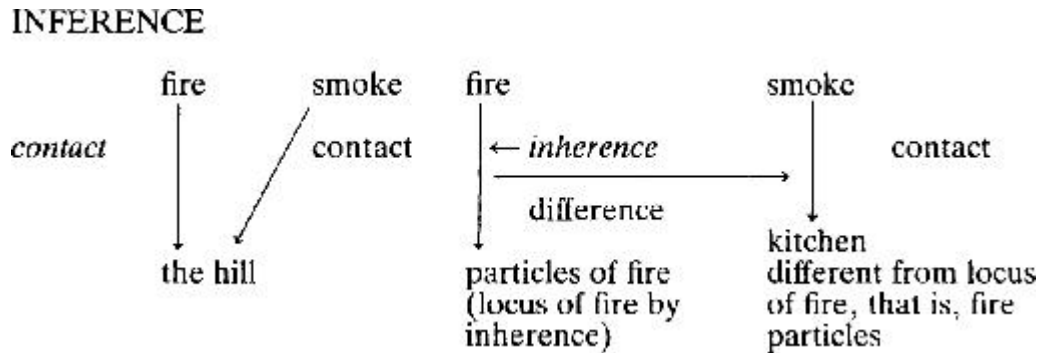 INFERENCE
fire smoke fire smoke
contact contact ← inherence contact
difference
the hill
particles of fire
(locus of fire by
inherence)
kitchen
different from locus
of fire, that is, fire
particles